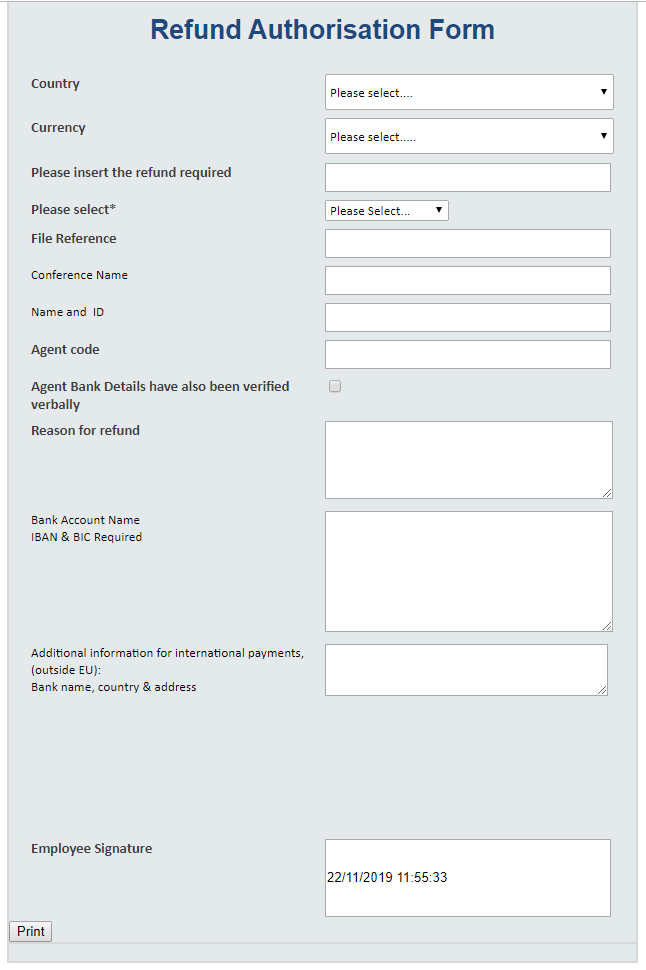 Refund Authorisation Form
Country
Please select....
Currency
Please select.....
Please insert the refund required
Please select*
Please Select...
File Reference
Conference Name
Name and  ID
Agent code
Agent Bank Details have also been verified
verbally
Reason for refund
Bank Account Name
IBAN & BIC Required
Additional information for international payments,
(outside EU):
Bank name, country & address
Employee Signature
22/11/2019 11:55:33
Print